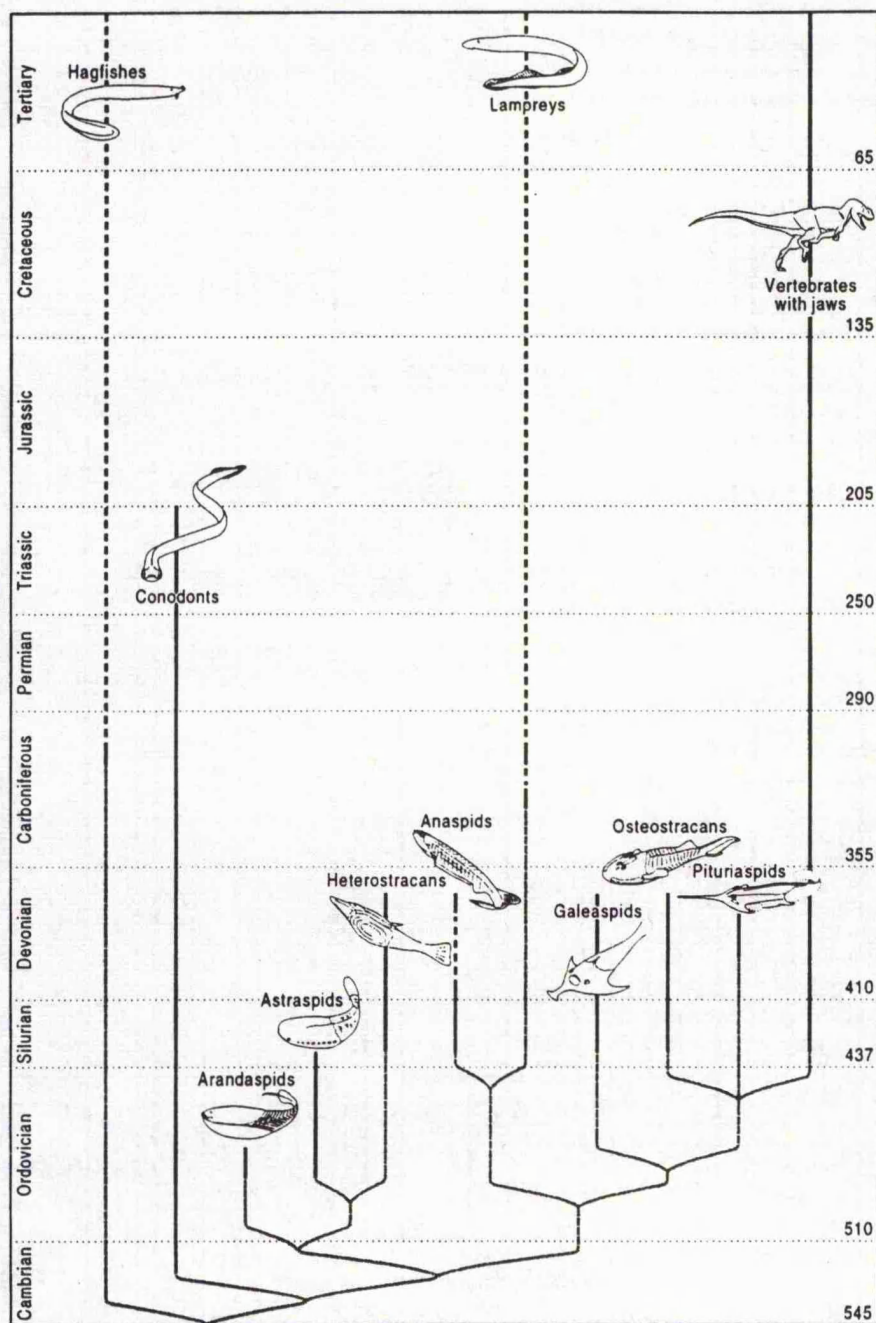 Tertiary
Hagfishes
Lampreys
65
Cretaceous
Vertebrates
with jaws
135
Jurassic
205
Triassic
Conodonts
250
Permian
290
Carboniferous
Anaspids
Osteostracans
355
Heterostracans
Pituriaspids
Devonian
Galeaspids
410
Astraspids
Silurian
437
Arandaspids
Ordovician
510
Cambrian
545